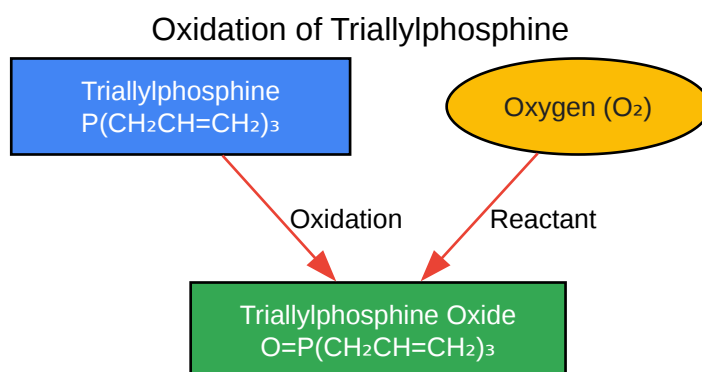 Oxidation of Triallylphosphine
Triallylphosphine
P(CH₂CH=CH₂)₃
Oxygen (O₂)
Oxidation
Reactant
Triallylphosphine Oxide
O=P(CH₂CH=CH₂)₃